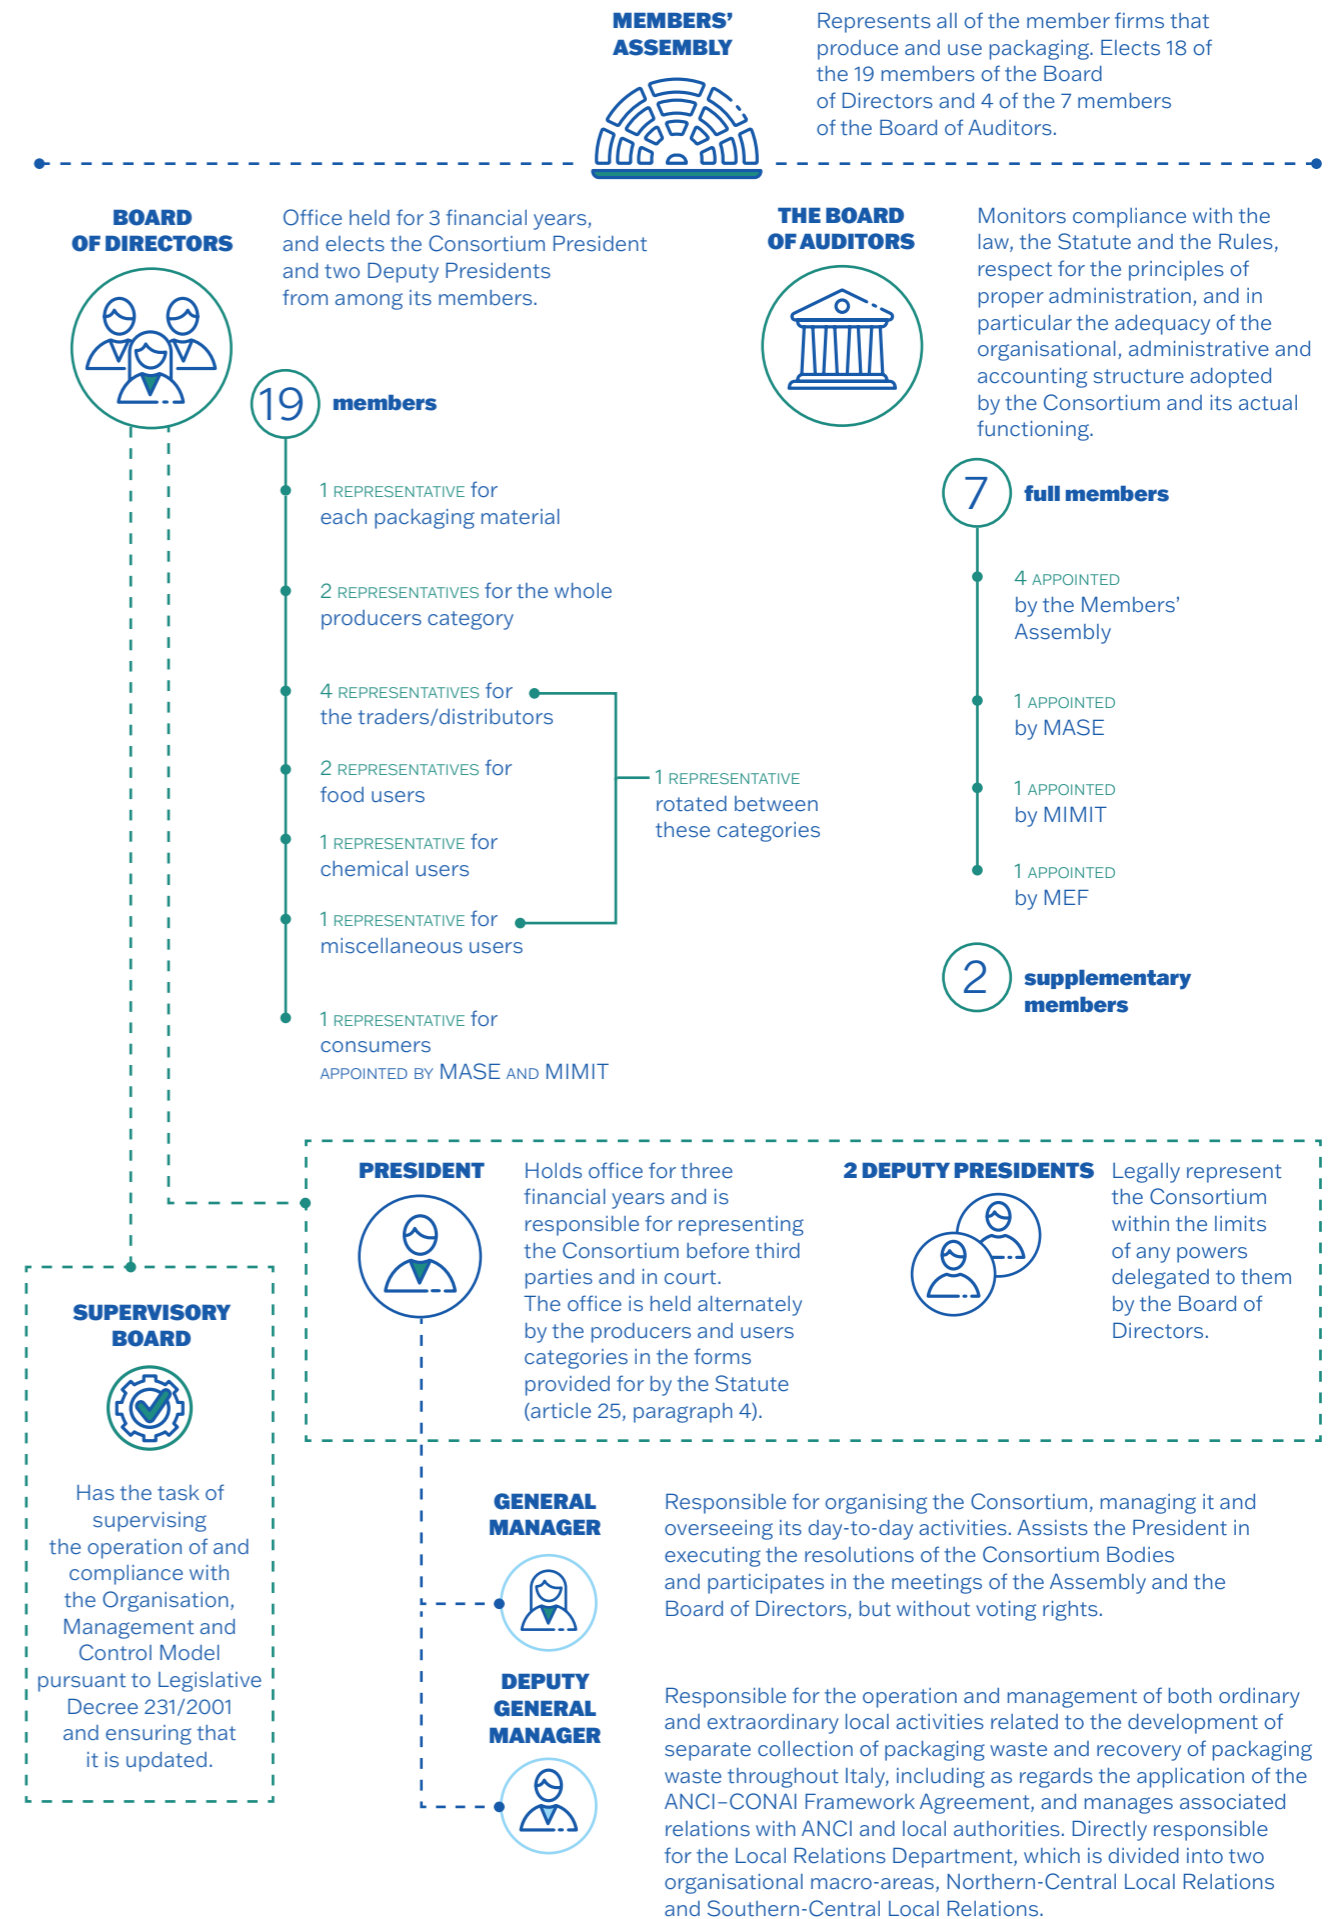 MEMBERS’
ASSEMBLY
Represents all of the member firms that
produce and use packaging. Elects 18 of
the 19 members of the Board
of Directors and 4 of the 7 members
of the Board of Auditors.
BOARD
OF DIRECTORS
Office held for 3 financial years,
and elects the Consortium President
and two Deputy Presidents
from among its members.
19 members
1 REPRESENTATIVE for
each packaging material
2 REPRESENTATIVES for the whole
producers category
4 REPRESENTATIVES for
the traders/distributors
2 REPRESENTATIVES for
food users
1 REPRESENTATIVE for
chemical users
1 REPRESENTATIVE for
miscellaneous users
1 REPRESENTATIVE
rotated between
these categories
1 REPRESENTATIVE for
consumers
APPOINTED BY MASE AND MIMIT
THE BOARD
OF AUDITORS
Monitors compliance with the
law, the Statute and the Rules,
respect for the principles of
proper administration, and in
particular the adequacy of the
organisational, administrative and
accounting structure adopted
by the Consortium and its actual
functioning.
7 full members
4 APPOINTED
by the Members’
Assembly
1 APPOINTED
by MASE
1 APPOINTED
by MIMIT
1 APPOINTED
by MEF
2 supplementary
members
PRESIDENT
Holds office for three
financial years and is
responsible for representing
the Consortium before third
parties and in court.
The office is held alternately
by the producers and users
categories in the forms
provided for by the Statute
(article 25, paragraph 4).
2 DEPUTY PRESIDENTS
Legally represent
the Consortium
within the limits
of any powers
delegated to them
by the Board of
Directors.
SUPERVISORY
BOARD
Has the task of
supervising
the operation of and
compliance with
the Organisation,
Management and
Control Model
pursuant to Legislative
Decree 231/2001
and ensuring that
it is updated.
GENERAL
MANAGER
Responsible for organising the Consortium, managing it and
overseeing its day-to-day activities. Assists the President in
executing the resolutions of the Consortium Bodies
and participates in the meetings of the Assembly and the
Board of Directors, but without voting rights.
DEPUTY
GENERAL
MANAGER
Responsible for the operation and management of both ordinary
and extraordinary local activities related to the development of
separate collection of packaging waste and recovery of packaging
waste throughout Italy, including as regards the application of the
ANCI–CONAI Framework Agreement, and manages associated
relations with ANCI and local authorities. Directly responsible
for the Local Relations Department, which is divided into two
organisational macro-areas, Northern-Central Local Relations
and Southern-Central Local Relations.